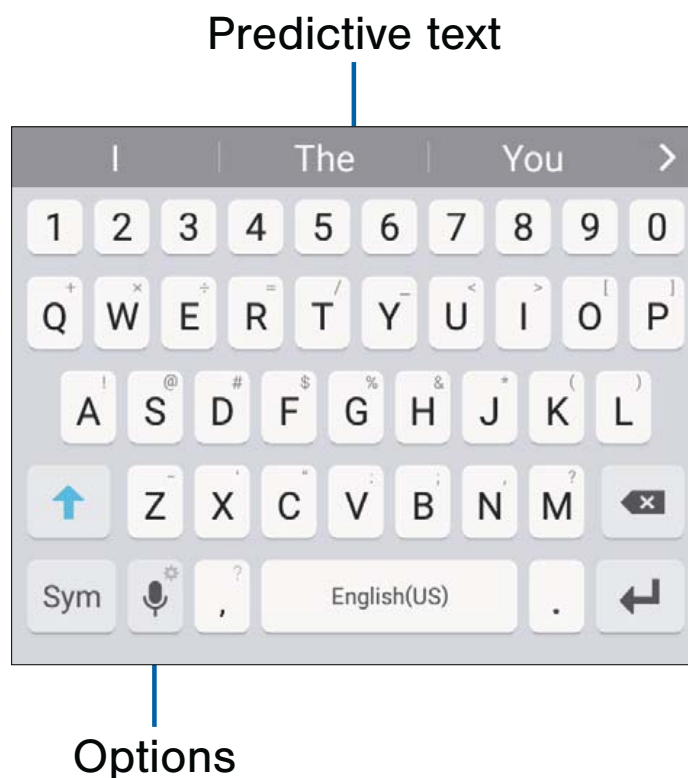 Predictive text
I The You >
1 2 3 4 5 6 7 8 9 0
+ × ÷ = / _ < > [ ]
Q W E R T Y U I O P
! @ # $ % & * ( )
A S D F G H J K L
- ' " : ; , ?
Z X C V B N M
Sym , ? English(US) .
Options